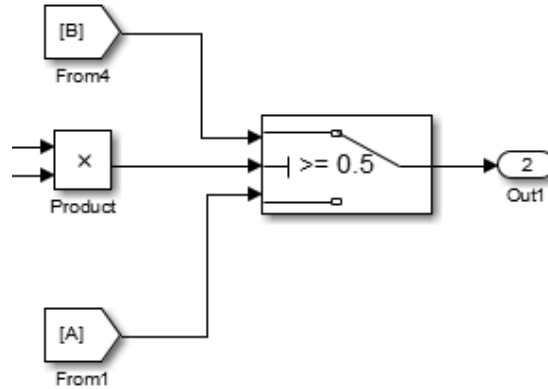 [B]
From4
×
Product
>= 0.5
2
Out1
[A]
From1